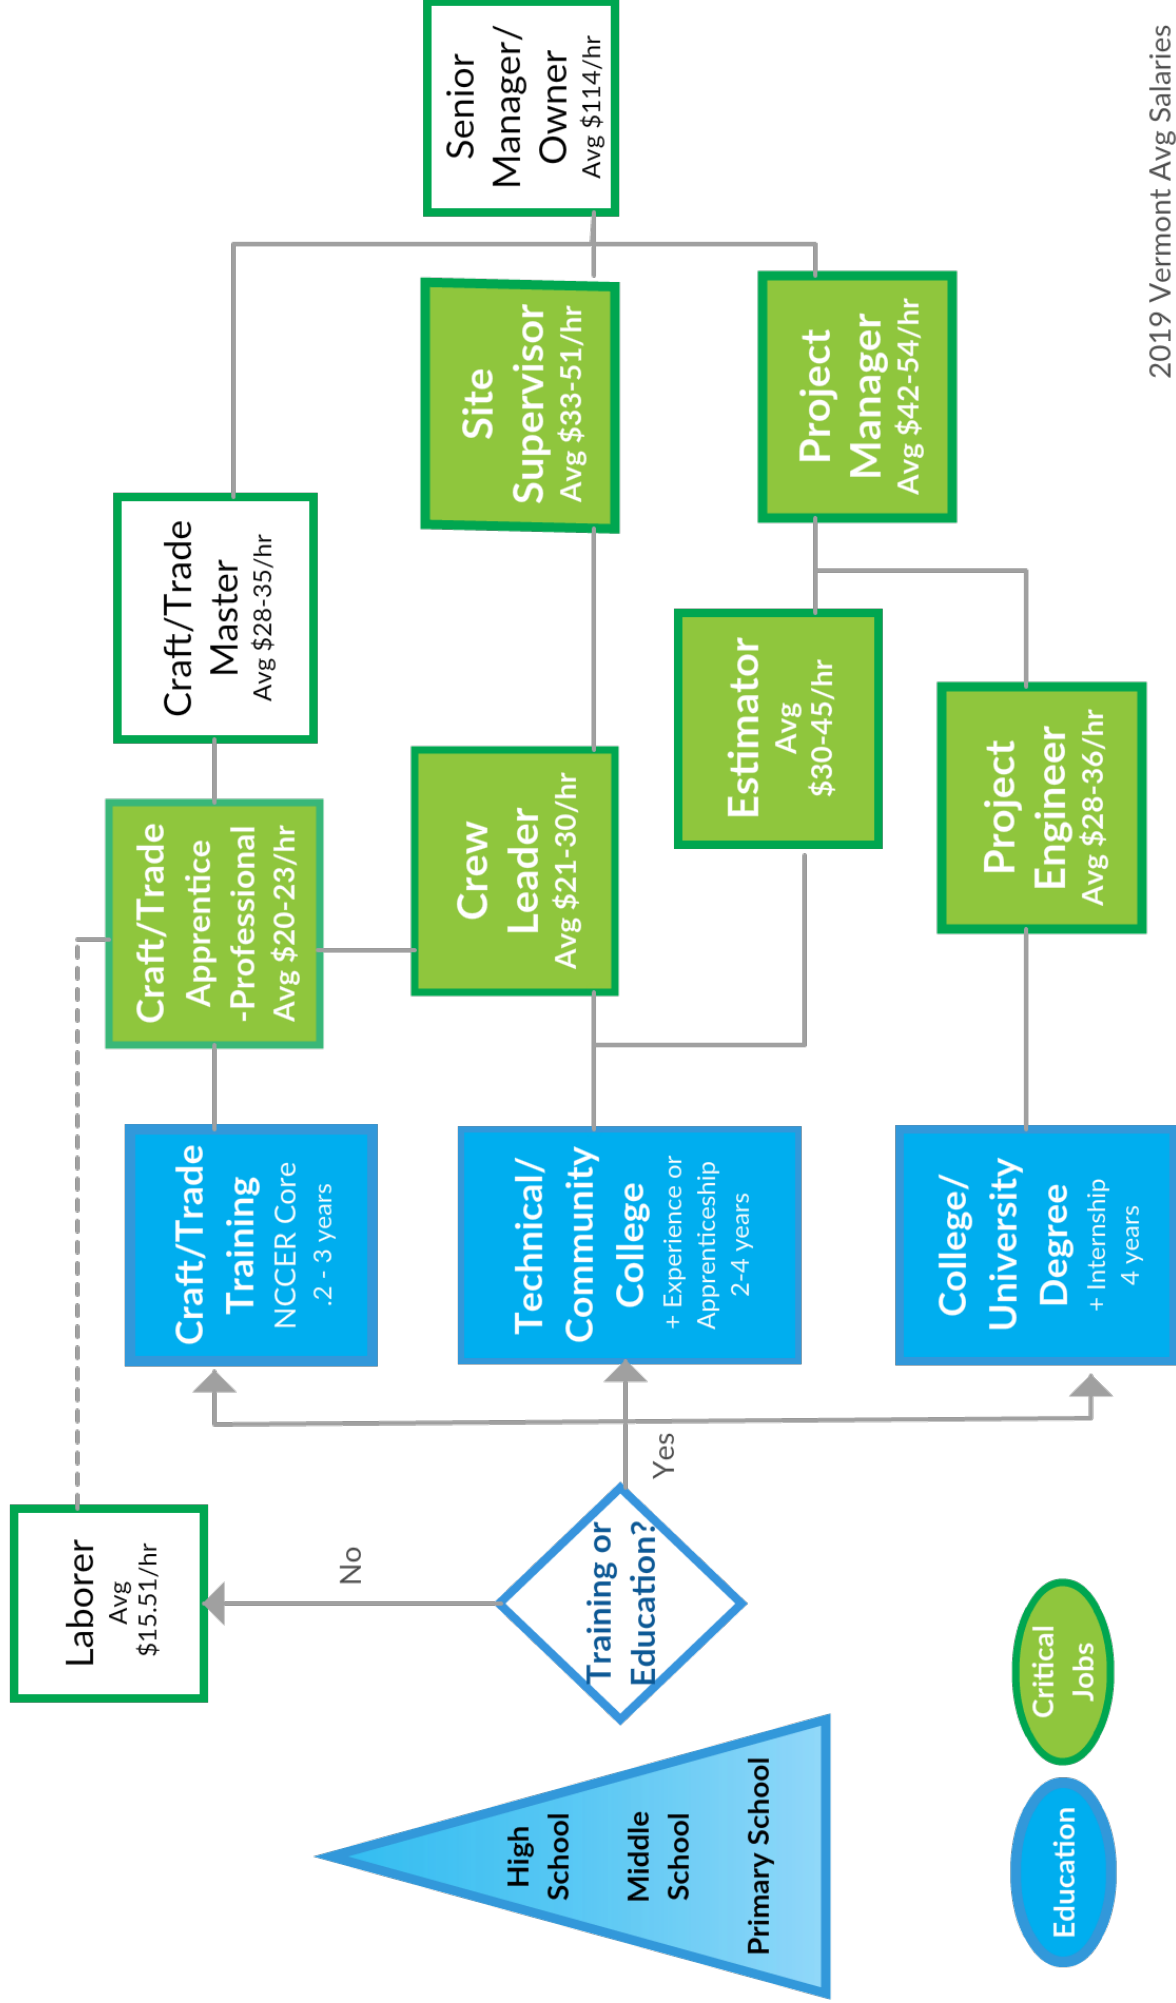 High
School
Middle
School
Primary School
Training or
Education?
No
Yes
Laborer
Avg
$15.51/hr
Craft/Trade
Training
NCCER Core
.2 - 3 years
Technical/
Community
College
+ Experience or
Apprenticeship
2-4 years
College/
University
Degree
+ Internship
4 years
Craft/Trade
Apprentice
-Professional
Avg $20-23/hr
Crew
Leader
Avg $21-30/hr
Estimator
Avg
$30-45/hr
Project
Engineer
Avg $28-36/hr
Craft/Trade
Master
Avg $28-35/hr
Site
Supervisor
Avg $33-51/hr
Project
Manager
Avg $42-54/hr
Senior
Manager/
Owner
Avg $114/hr
Education
Critical
Jobs
2019 Vermont Avg Salaries